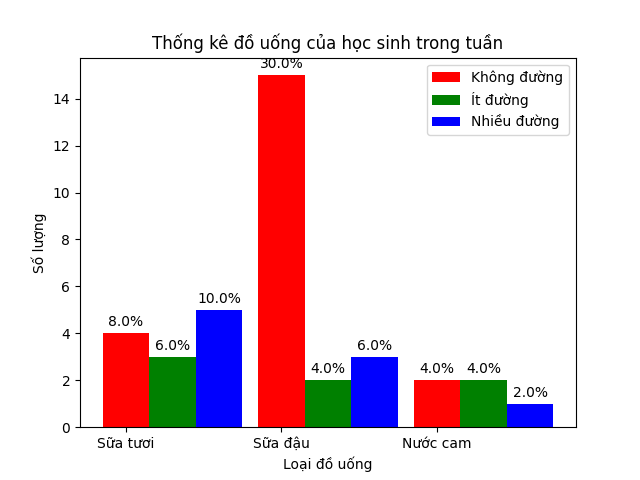 Thống kê đồ uống của học sinh trong tuần
30.0%
Không đường
Ít đường
Nhiều đường
14
12
10
8
6
4
2
0
Số lượng
8.0%
6.0%
10.0%
4.0%
6.0%
4.0%
4.0%
2.0%
Sữa tươi
Sữa đậu
Nước cam
Loại đồ uống